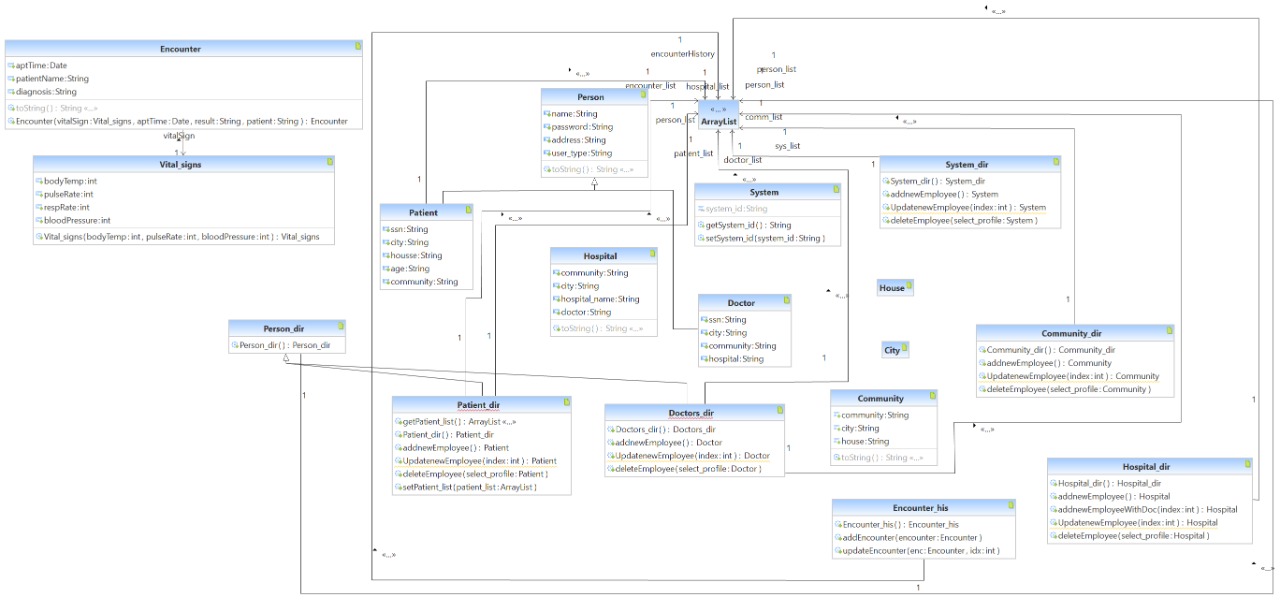 Encounter
aptTime:Date
patientName:String
diagnosis:String
toString() : String «...»
Encounter(vitalSign:Vital_signs, aptTime:Date, result:String, patient:String) : Encounter
vitalSign
1
Vital_signs
bodyTemp:int
pulseRate:int
respRate:int
bloodPressure:int
Vital_signs(bodyTemp:int, pulseRate:int, bloodPressure:int) : Vital_signs
«...»
1
encounterHistory
1
person_list
«...»
1
1
encounter_list
hospital_list
person_list
Person
name:String
password:String
address:String
user_type:String
toString() : String «...»
1
person_list
«...»
ArrayList
1
comm_list
«...»
1
sys_list
1
patient_list
1
doctor_list
«...»
1
System_dir
System_dir() : System_dir
addnewEmployee() : System
UpdatenewEmployee(index:int) : System
deleteEmployee(select_profile:System)
System
system_id:String
getSystem_id() : String
setSystem_id(system_id:String)
1
Patient
ssn:String
city:String
housse:String
age:String
community:String
«...»
«...»
Hospital
community:String
city:String
hospital_name:String
doctor:String
toString() : String «...»
Doctor
ssn:String
city:String
community:String
hospital:String
«...»
House
City
1
Community_dir
Community_dir() : Community_dir
addnewEmployee() : Community
UpdatenewEmployee(index:int) : Community
deleteEmployee(select_profile:Community)
Person_dir
Person_dir() : Person_dir
1
1
1
1
1
Patient_dir
getPatient_list() : ArrayList «...»
Patient_dir() : Patient_dir
addnewEmployee() : Patient
UpdatenewEmployee(index:int) : Patient
deleteEmployee(select_profile:Patient)
setPatient_list(patient_list:ArrayList)
Doctors_dir
Doctors_dir() : Doctors_dir
addnewEmployee() : Doctor
UpdatenewEmployee(index:int) : Doctor
deleteEmployee(select_profile:Doctor)
1
Community
community:String
city:String
house:String
toString() : String «...»
«...»
Hospital_dir
Hospital_dir() : Hospital_dir
addnewEmployee() : Hospital
addnewEmployeeWithDoc(index:int) : Hospital
UpdatenewEmployee(index:int) : Hospital
deleteEmployee(select_profile:Hospital)
Encounter_his
Encounter_his() : Encounter_his
addEncounter(encounter:Encounter)
updateEncounter(enc:Encounter, idx:int)
«...»
«...»
1